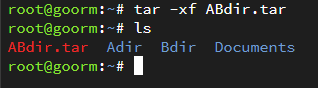 root@goorm:~# tar -xf ABdir.tar
root@goorm:~# ls
ABdir.tar  Adir  Bdir  Documents
root@goorm:~#